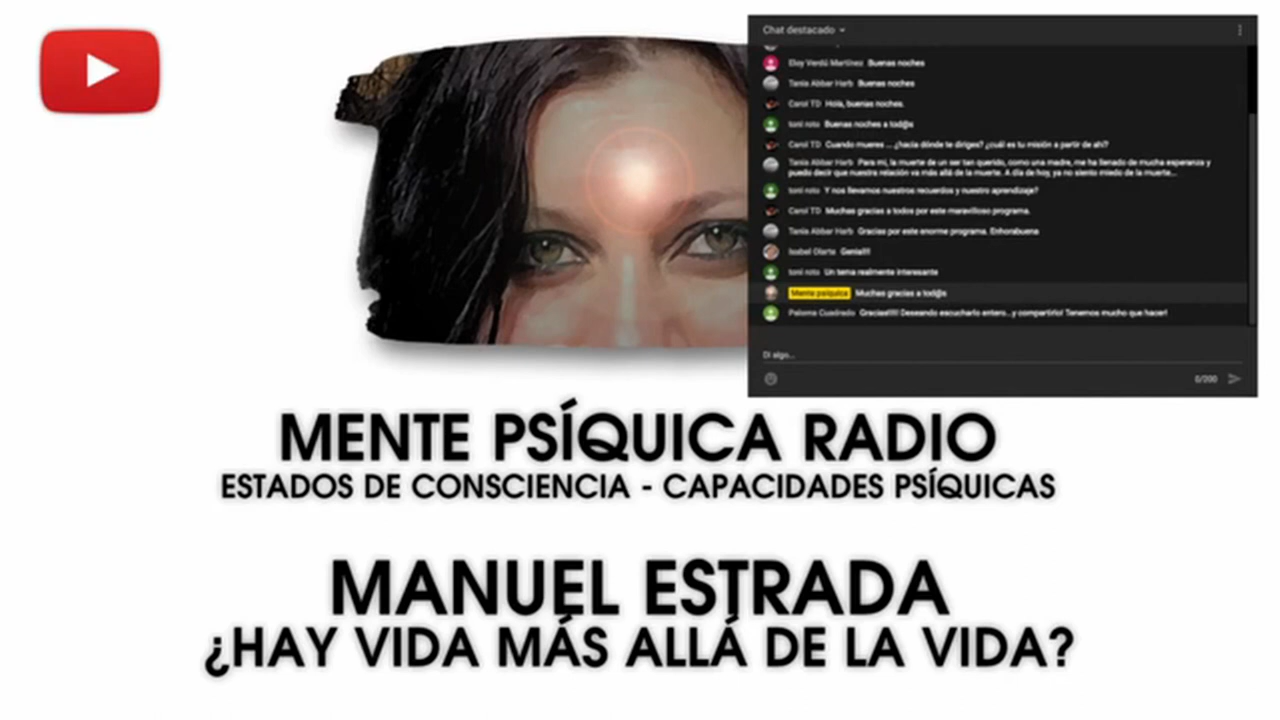 Chat destacado
Eloy Verdú Martínez Buenas noches
Tania Abbar Harb Buenas noches
Carol TD Hola, buenas noches.
toni roto Buenas noches a tod@s
Carol TD Cuando mueres ... ¿hacia dónde te diriges? ¿cuál es tu misión a partir de ahí?
Tania Abbar Harb Para mi, la muerte de un ser tan querido, como una madre, me ha llenado de mucha esperanza y
puedo decir que nuestra relación va más allá de la muerte. A día de hoy, ya no siento miedo de la muerte...
toni roto Y nos llevamos nuestros recuerdos y nuestro aprendizaje?
Carol TD Muchas gracias a todos por este maravilloso programa.
Tania Abbar Harb Gracias por este enorme programa. Enhorabuena
Isabel Olarte Genial!!!
toni roto Un tema realmente interesante
Mente psíquica Muchas gracias a tod@s
Paloma Cuadrado Gracias!!!!! Deseando escucharlo entero...y compartirlo! Tenemos mucho que hacer!
Di algo...
0/200
MENTE PSÍQUICA RADIO
ESTADOS DE CONSCIENCIA - CAPACIDADES PSÍQUICAS
MANUEL ESTRADA
¿HAY VIDA MÁS ALLÁ DE LA VIDA?